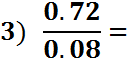 3) 0.72/0.08 =